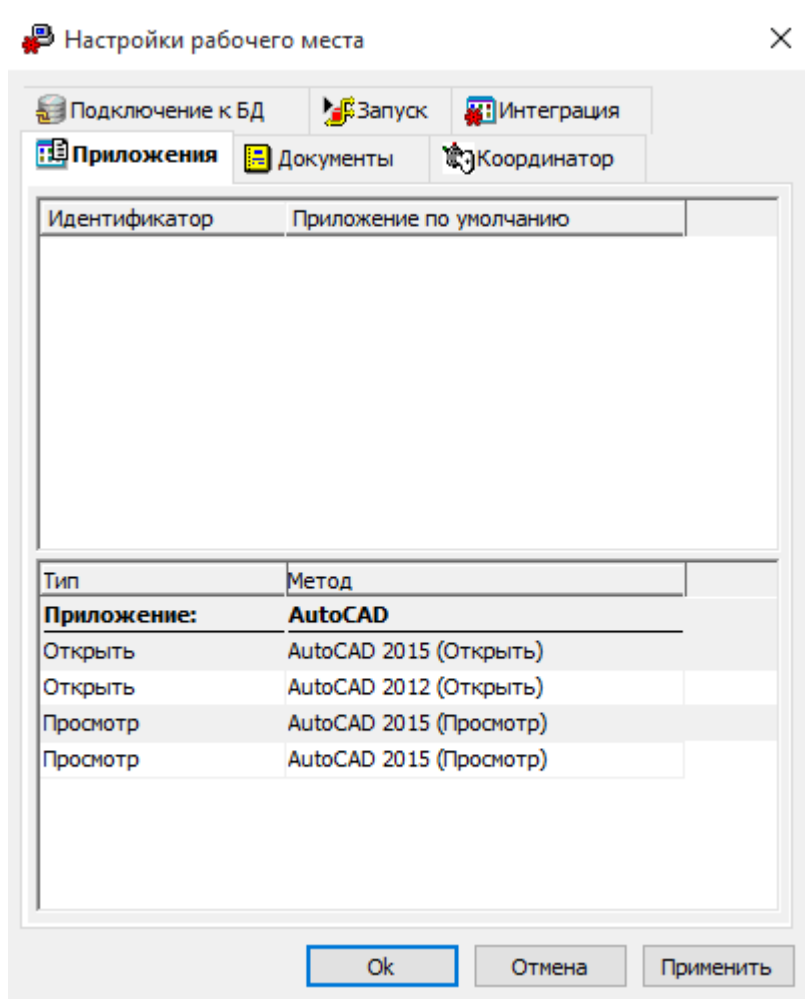 Настройки рабочего места
Подключение к БД Запуск Интеграция
Приложения Документы Координатор
Идентификатор Приложение по умолчанию
Тип Метод
Приложение: AutoCAD
Открыть AutoCAD 2015 (Открыть)
Открыть AutoCAD 2012 (Открыть)
Просмотр AutoCAD 2015 (Просмотр)
Просмотр AutoCAD 2015 (Просмотр)
Ok Отмена Применить